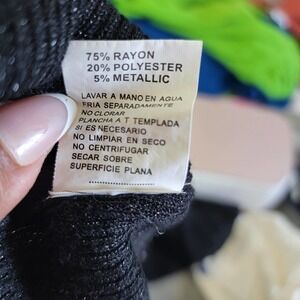 75% RAYON
20% POLYESTER
5% METALLIC
LAVAR A MANO EN AGUA
FRIA SEPARADAMENTE
NO CLORAR
PLANCHA A T TEMPLADA
SI ES NECESARIO
NO LIMPIAR EN SECO
NO CENTRIFUGAR
SECAR SOBRE
SUPERFICIE PLANA